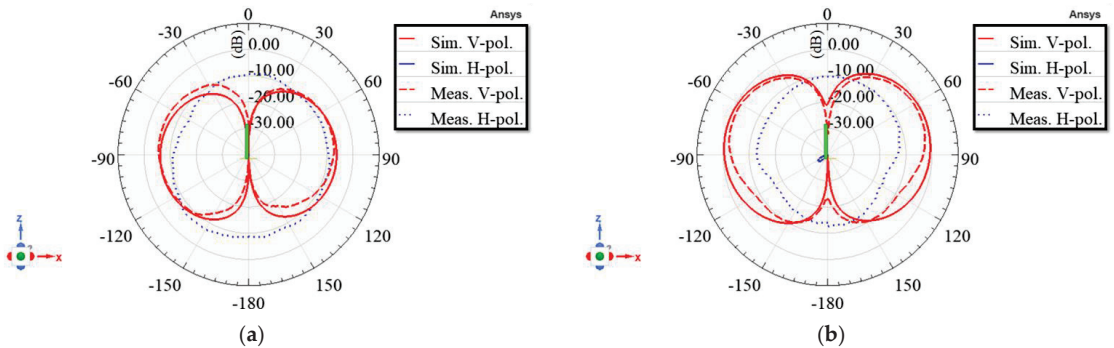 Ansys
0
-30
30
-60
60
-90
90
-120
120
-150
150
-180
(dB)
0.00
-10.00
-20.00
-30.00
Sim. V-pol.
Sim. H-pol.
Meas. V-pol.
Meas. H-pol.
z
x
(a)
Ansys
0
-30
30
-60
60
-90
90
-120
120
-150
150
-180
(dB)
0.00
-10.00
-20.00
-30.00
Sim. V-pol.
Sim. H-pol.
Meas. V-pol.
Meas. H-pol.
z
x
(b)